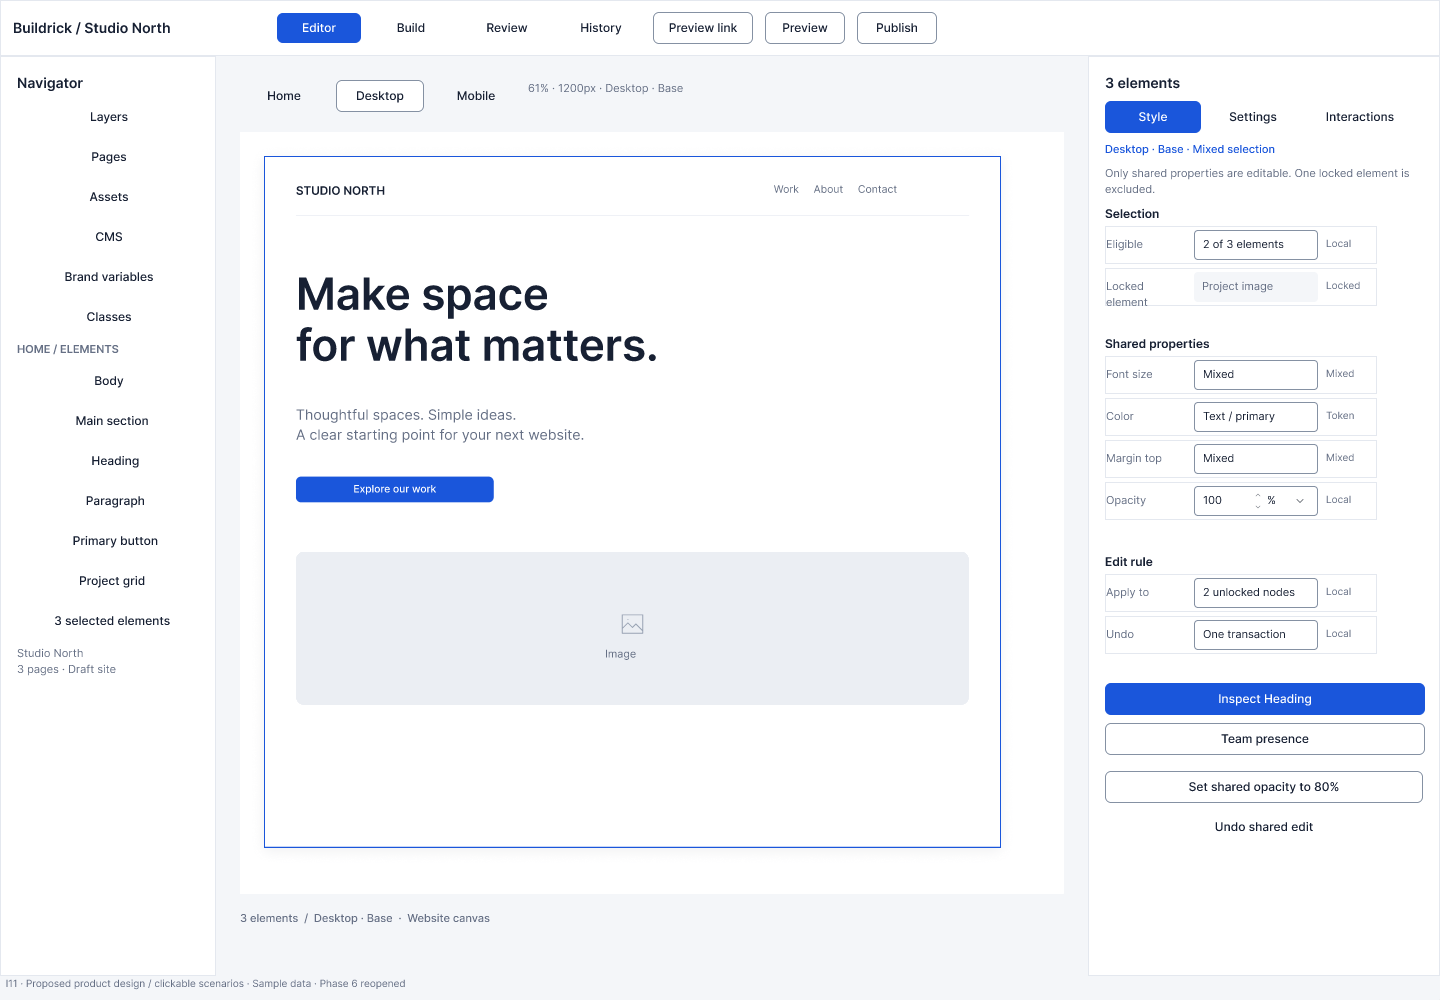 Buildrick / Studio North
Editor
Build
Review
History
Preview link
Preview
Publish
Navigator
Layers
Pages
Assets
CMS
Brand variables
Classes
HOME / ELEMENTS
Body
Main section
Heading
Paragraph
Primary button
Project grid
3 selected elements
Studio North
3 pages · Draft site
Home
Desktop
Mobile
61% · 1200px · Desktop · Base
STUDIO NORTH
Work
About
Contact
Make space
for what matters.
Thoughtful spaces. Simple ideas.
A clear starting point for your next website.
Explore our work
Image
3 elements / Desktop · Base · Website canvas
3 elements
Style
Settings
Interactions
Desktop · Base · Mixed selection
Only shared properties are editable. One locked element is
excluded.
Selection
Eligible
2 of 3 elements
Local
Locked
element
Project image
Locked
Shared properties
Font size
Mixed
Mixed
Color
Text / primary
Token
Margin top
Mixed
Mixed
Opacity
100
%
Local
Edit rule
Apply to
2 unlocked nodes
Local
Undo
One transaction
Local
Inspect Heading
Team presence
Set shared opacity to 80%
Undo shared edit
I11 · Proposed product design / clickable scenarios · Sample data · Phase 6 reopened